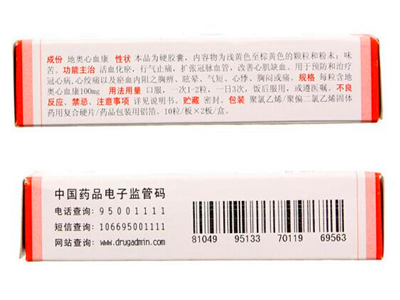 成份 地奥心血康 性状 本品为硬胶囊，内容物为浅黄色至棕黄色的颗粒和粉末；味
苦。功能主治 活血化瘀，行气止痛，扩张冠脉血管，改善心肌缺血。用于预防和治疗
冠心病，心绞痛以及瘀血内阻之胸痹、眩晕、气短、心悸、胸闷或痛。规格 每粒含地
奥心血康100mg 用法用量 口服，一次1-2粒，一日3次，饭后服用，或遵医嘱。不良
反应、禁忌、注意事项 详见说明书。贮藏 密封。包装 聚氯乙烯/聚偏二氯乙烯固体
药用复合硬片/药品包装用铝箔。10粒/板×2板/盒。
中国药品电子监管码
电话查询：95001111
短信查询：106695001111
网站查询：www.drugadmin.com
81049 95133 70119 69563